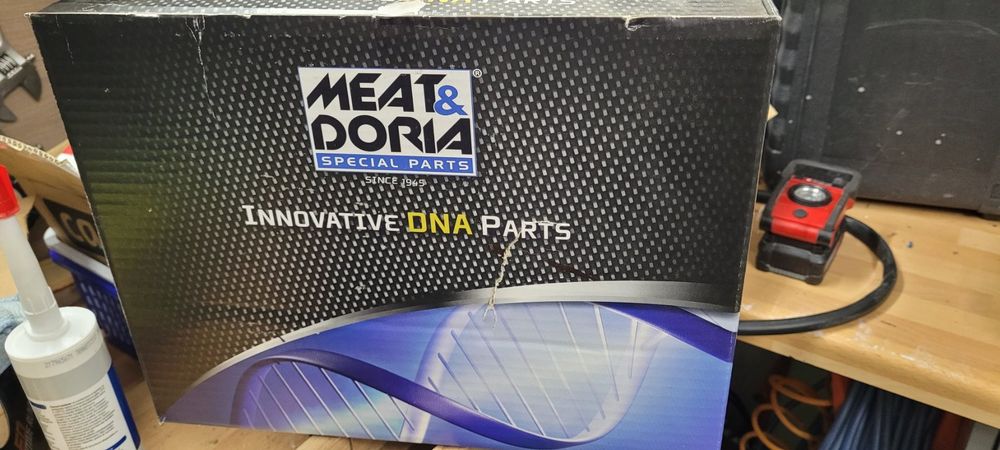 MEAT&
DORIA®
SPECIAL PARTS
SINCE 1945
INNOVATIVE DNA PARTS